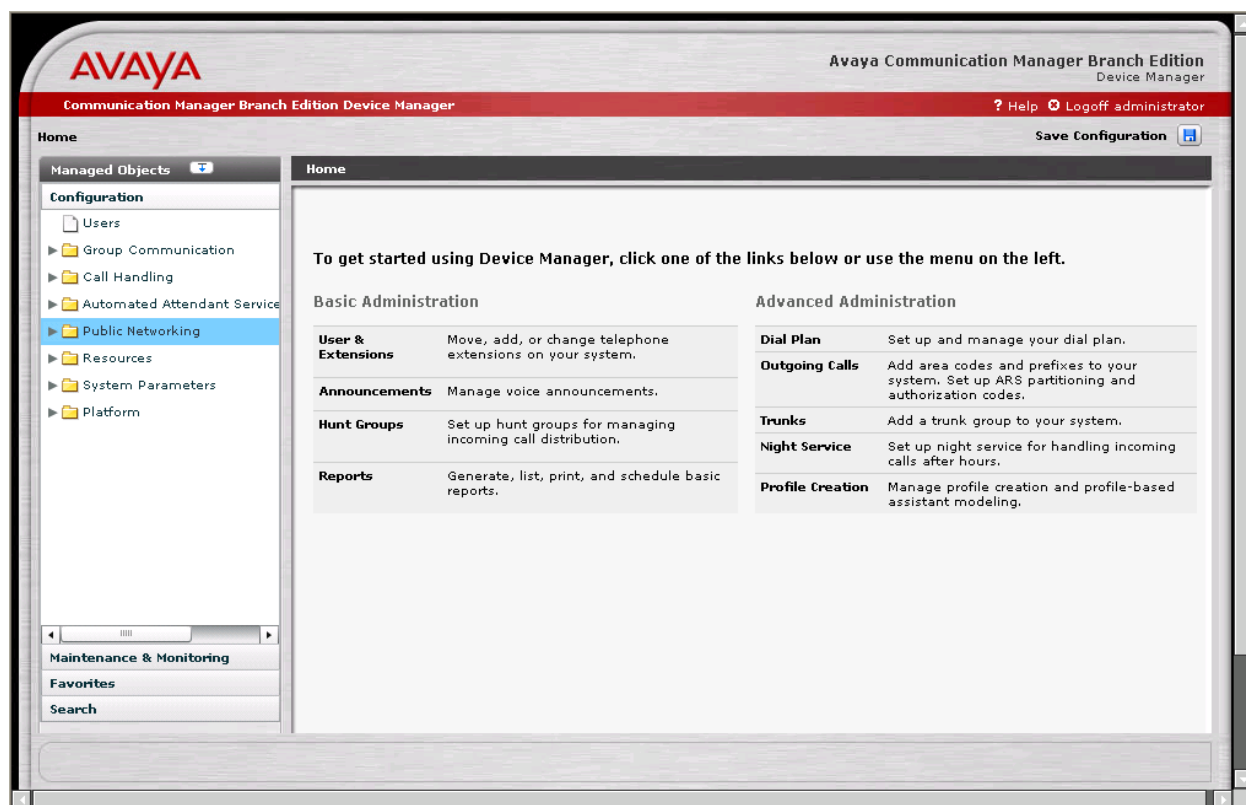 AVAYA
Avaya Communication Manager Branch Edition
Device Manager
Communication Manager Branch Edition Device Manager
? Help Logoff administrator
Home
Save Configuration
Managed Objects
Configuration
Users
Group Communication
Call Handling
Automated Attendant Service
Public Networking
Resources
System Parameters
Platform
Maintenance & Monitoring
Favorites
Search
Home
To get started using Device Manager, click one of the links below or use the menu on the left.
Basic Administration
User & Extensions
Move, add, or change telephone
extensions on your system.
Announcements
Manage voice announcements.
Hunt Groups
Set up hunt groups for managing
incoming call distribution.
Reports
Generate, list, print, and schedule basic
reports.
Advanced Administration
Dial Plan
Set up and manage your dial plan.
Outgoing Calls
Add area codes and prefixes to your
system. Set up ARS partitioning and
authorization codes.
Trunks
Add a trunk group to your system.
Night Service
Set up night service for handling incoming
calls after hours.
Profile Creation
Manage profile creation and profile-based
assistant modeling.